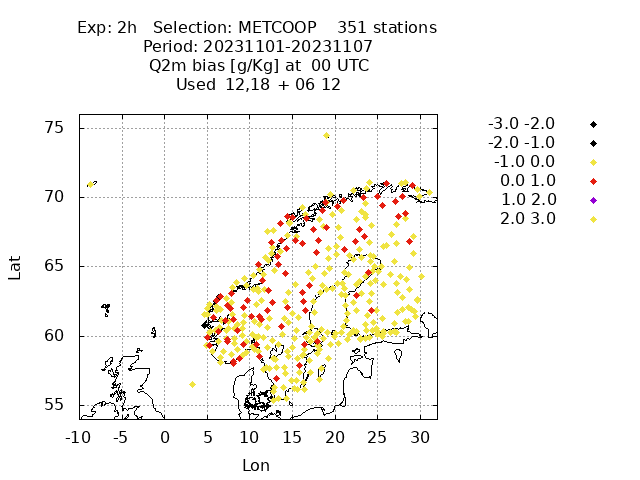 Exp: 2h   Selection: METCOOP    351 stations
Period: 20231101-20231107
Q2m bias [g/Kg] at  00 UTC
Used  12,18 + 06 12
-3.0 -2.0
-2.0 -1.0
-1.0 0.0
0.0 1.0
1.0 2.0
2.0 3.0
75
70
65
60
55
Lat
-10 -5 0 5 10 15 20 25 30
Lon